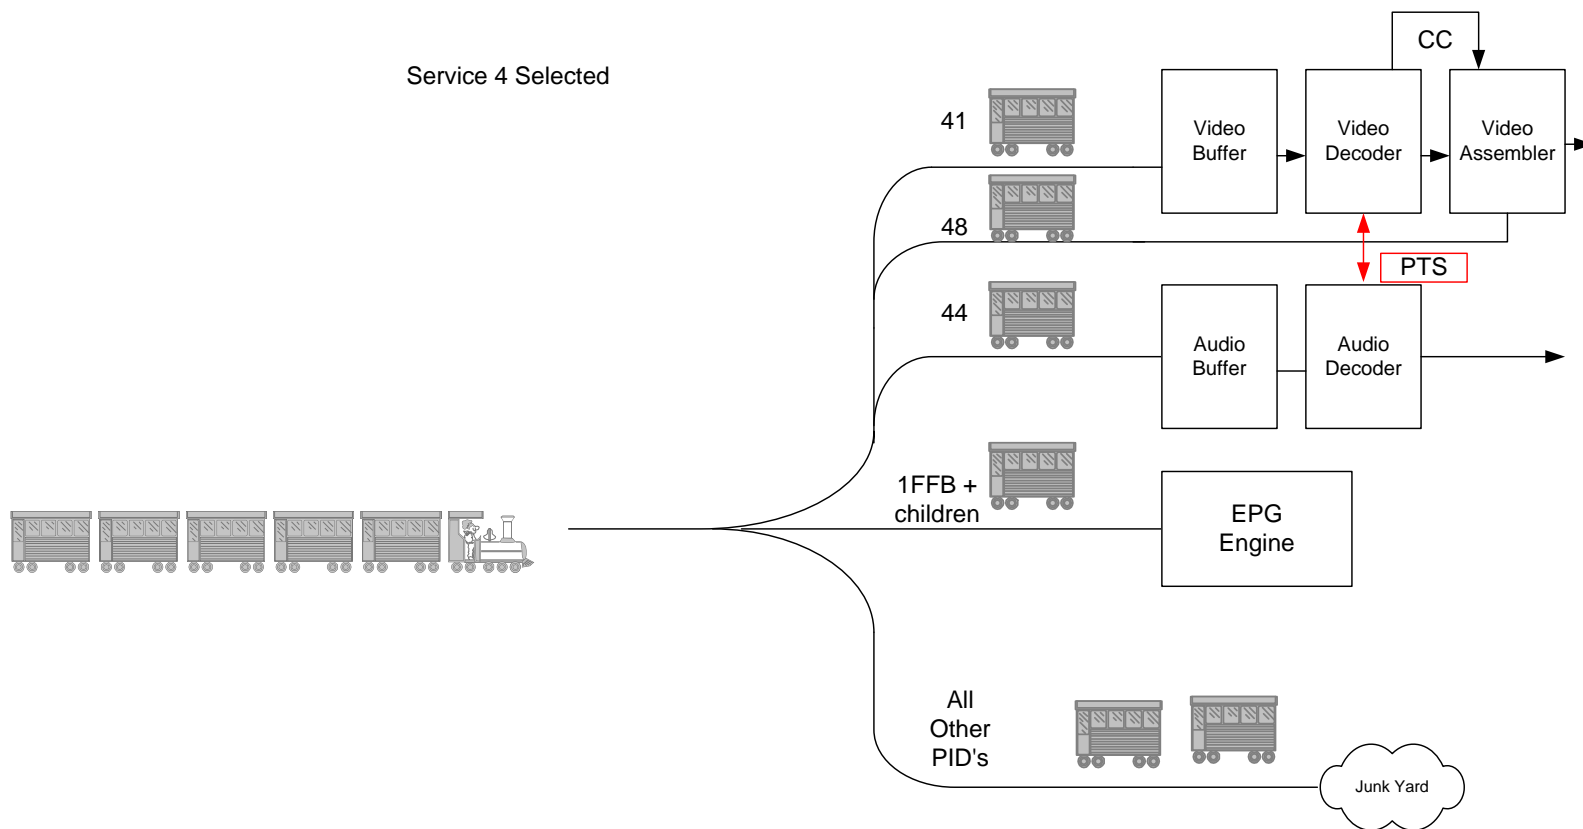 Service 4 Selected
CC
41
Video
Buffer
Video
Decoder
Video
Assembler
48
PTS
44
Audio
Buffer
Audio
Decoder
1FFB +
children
EPG
Engine
All
Other
PID's
Junk Yard